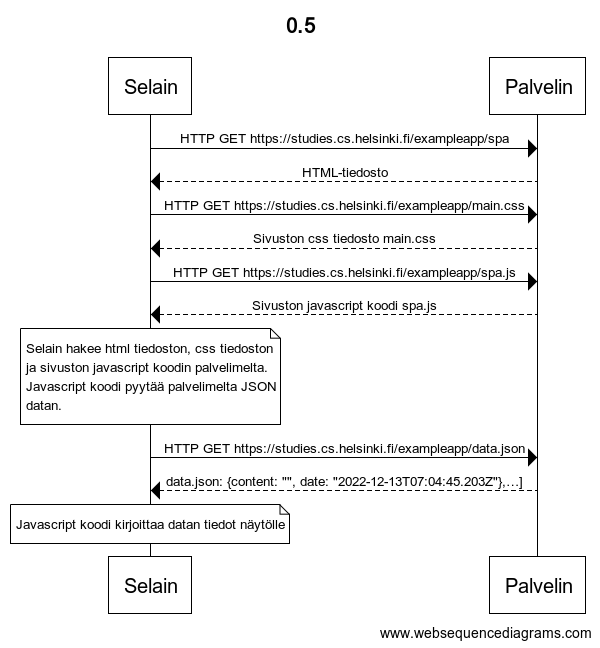 0.5
Selain
Palvelin
HTTP GET https://studies.cs.helsinki.fi/exampleapp/spa
HTML-tiedosto
HTTP GET https://studies.cs.helsinki.fi/exampleapp/main.css
Sivuston css tiedosto main.css
HTTP GET https://studies.cs.helsinki.fi/exampleapp/spa.js
Sivuston javascript koodi spa.js
Selain hakee html tiedoston, css tiedoston
ja sivuston javascript koodin palvelimelta.
Javascript koodi pyytää palvelimelta JSON
datan.
HTTP GET https://studies.cs.helsinki.fi/exampleapp/data.json
data.json: {content: "", date: "2022-12-13T07:04:45.203Z"},...]
Javascript koodi kirjoittaa datan tiedot näytölle
Selain
Palvelin
www.websequencediagrams.com